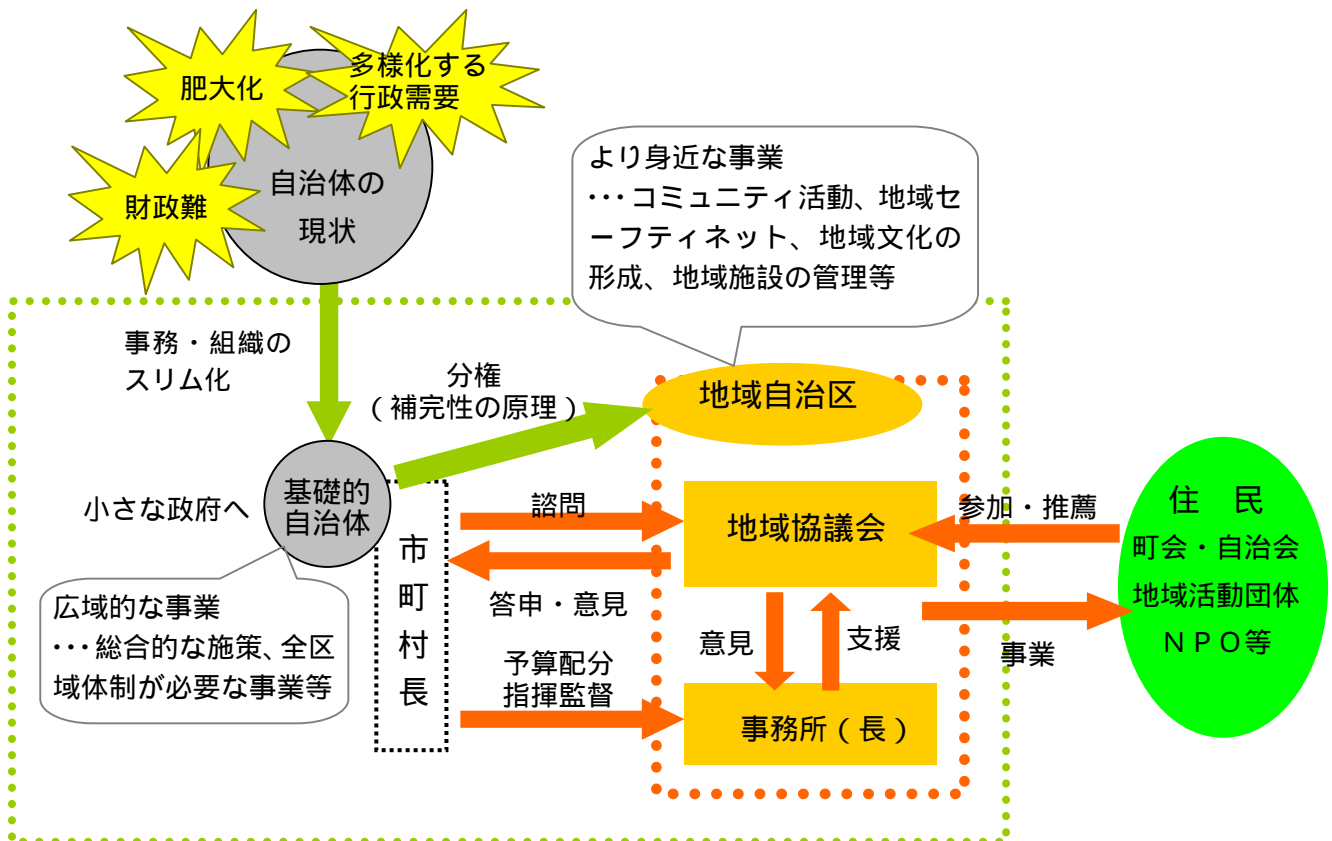 肥大化
多様化する
行政需要
財政難
自治体の
現状
より身近な事業
・・・コミュニティ活動、地域セ
ーフティネット、地域文化の
形成、地域施設の管理等
事務・組織の
スリム化
分権
（補完性の原理）
地域自治区
小さな政府へ
基礎的
自治体
市
町
村
長
諮問
答申・意見
予算配分
指揮監督
地域協議会
意見
支援
事務所（長）
参加・推薦
事業
住　民
町会・自治会
地域活動団体
ＮＰＯ等
広域的な事業
・・・総合的な施策、全区
域体制が必要な事業等